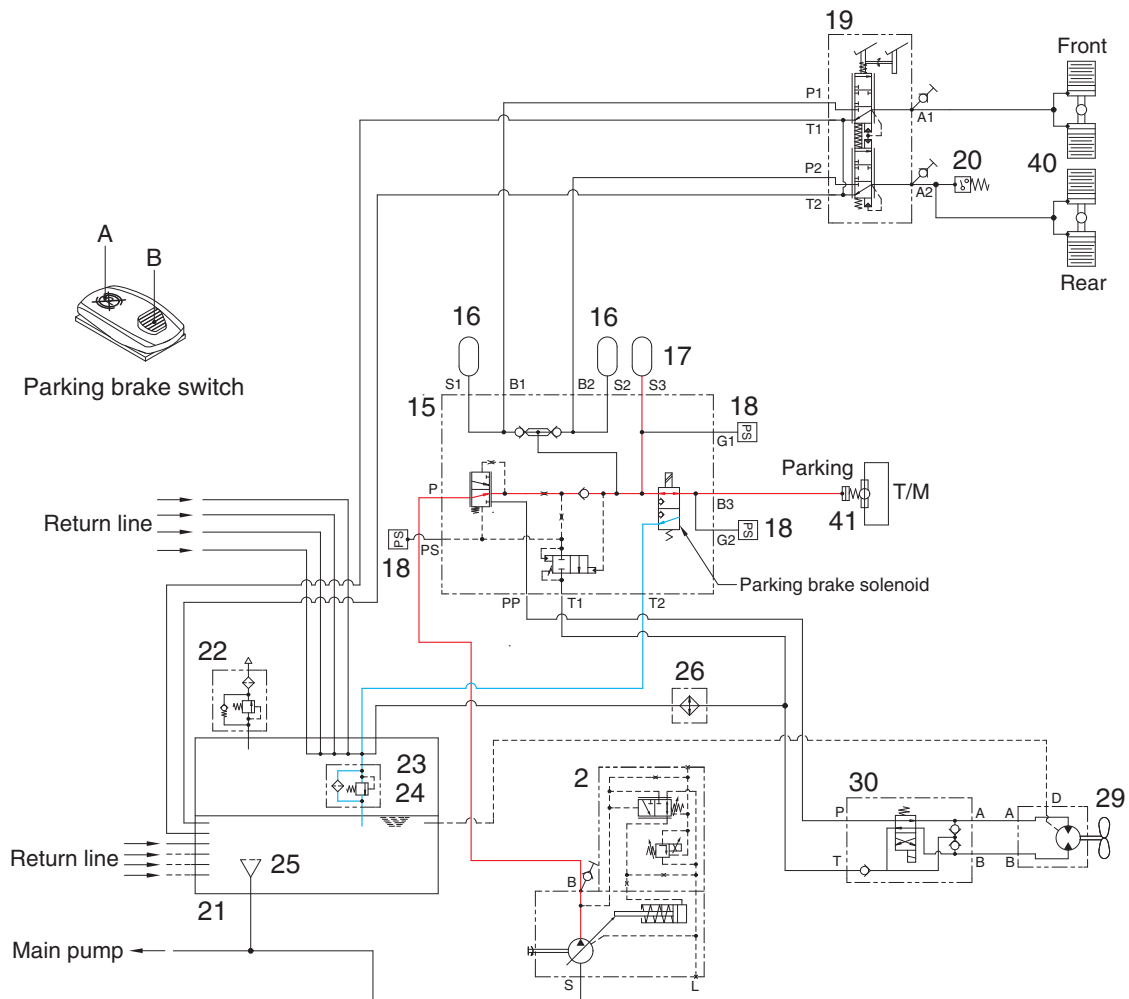 19
Front
P1
A1
T1
P2
20
40
A2
T2
A
B
Rear
16
16
17
Parking brake switch
S1
B1
B2
S2
S3
15
18
PS
G1
Parking
P
T/M
B3
Return line
PS
PS
18
41
PS
G2
18
Parking brake solenoid
PP
T1
T2
22
26
23
2
24
30
D
29
P
A
A
B
T
B
B
Return line
25
21
Main pump
S
L